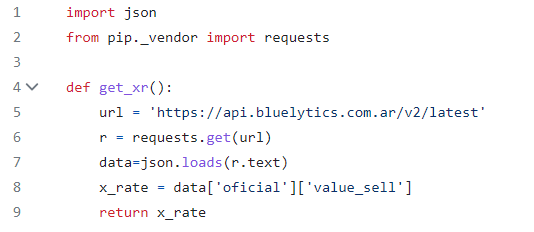 1 import json
2 from pip._vendor import requests
3
4 def get_xr():
5     url = 'https://api.bluelytics.com.ar/v2/latest'
6     r = requests.get(url)
7     data=json.loads(r.text)
8     x_rate = data['oficial']['value_sell']
9     return x_rate